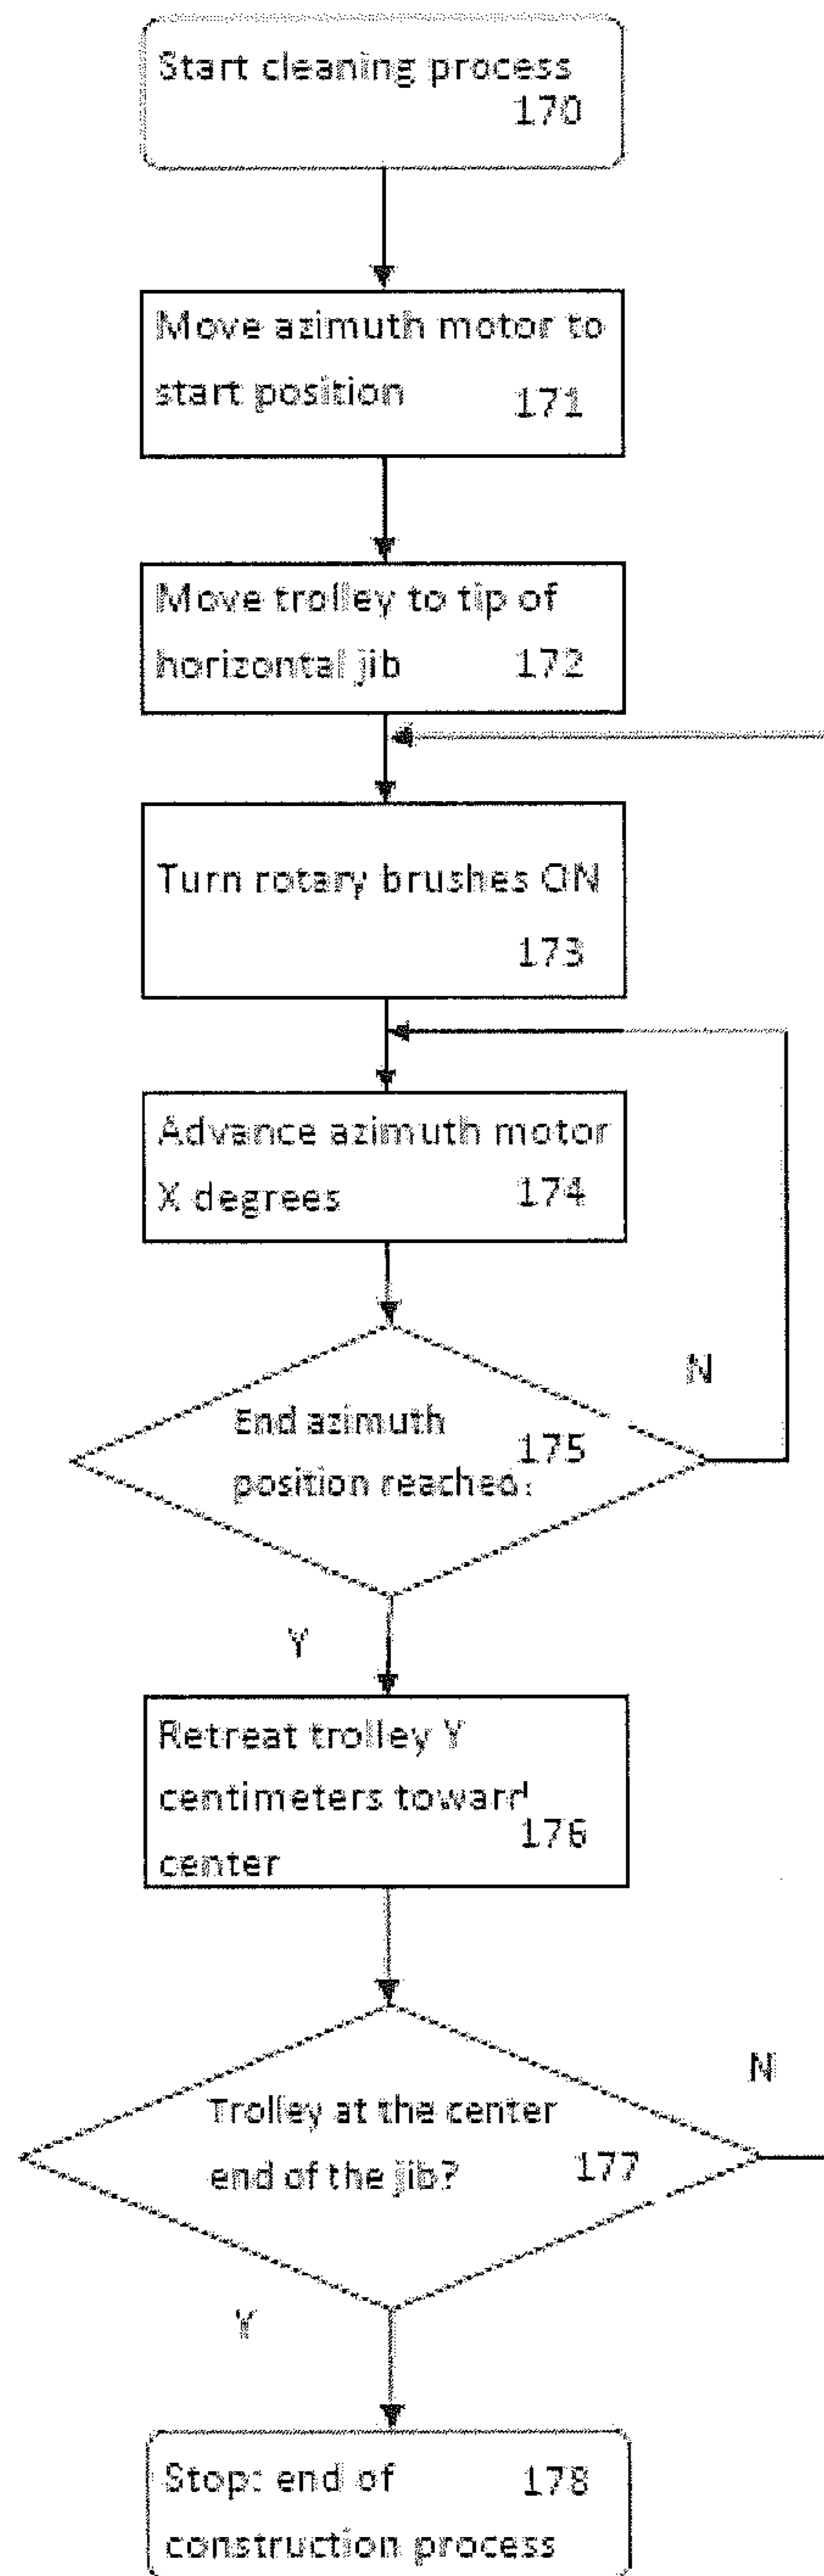 Start cleaning process
170
Move azimuth motor to
start position 171
Move trolley to tip of
horizontal jib 172
Turn rotary brushes ON
173
Advance azimuth motor
X degrees 174
N
End azimuth 175
position reached:
Y
Retreat trolley Y
centimeters toward
center 176
N
Trolley at the center
end of the jib? 177
Y
Stop: end of 178
construction process